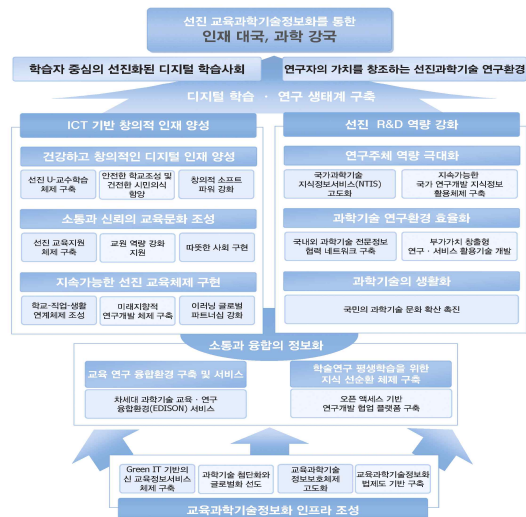 선진 교육과학기술정보화를 통한
인재 대국, 과학 강국
학습자 중심의 선진화된 디지털 학습사회
연구자의 가치를 창조하는 선진과학기술 연구환경
디지털 학습 · 연구 생태계 구축
ICT 기반 창의적 인재 양성
건강하고 창의적인 디지털 인재 양성
선진 U-교수학습
체제 구축
안전한 학교조성 및
건전한 시민의식
함양
창의적 소프트
파워 강화
소통과 신뢰의 교육문화 조성
선진 교육지원
체제 구축
교원 역량 강화
지원
따뜻한 사회 구현
지속가능한 선진 교육체제 구현
학교-직업-생활
연계체제 조성
미래지향적
연구개발 체제 구축
이러닝 글로벌
파트너십 강화
선진 R&D 역량 강화
연구주체 역량 극대화
국가과학기술
지식정보서비스(NTIS)
고도화
지속가능한
국가 연구개발 지식정보
활용체제 구축
과학기술 연구환경 효율화
국내외 과학기술 전문정보
협력 네트워크 구축
부가가치 창출형
연구 · 서비스 활용기술 개발
과학기술의 생활화
국민의 과학기술 문화 확산 촉진
소통과 융합의 정보화
교육 연구 융합환경 구축 및 서비스
차세대 과학기술 교육 · 연구
융합환경(EDISON) 서비스
학술연구 평생학습을 위한
지식 선순환 체제 구축
오픈 액세스 기반
연구개발 협업 플랫폼 구축
Green IT 기반의
신 교육정보서비스
체제 구축
과학기술 첨단화와
글로벌화 선도
교육과학기술
정보보호체제
고도화
교육과학기술정보화
법제도 기반 구축
교육과학기술정보화 인프라 조성